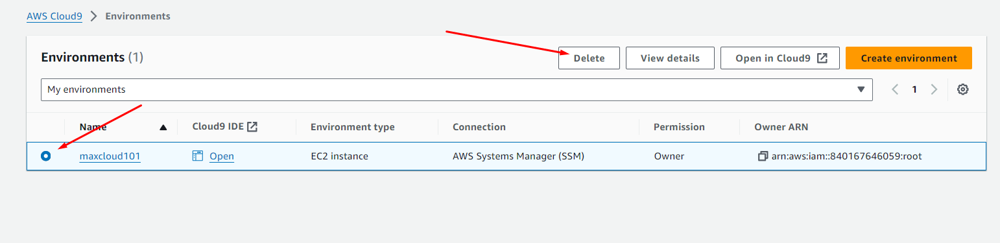 AWS Cloud9 Environments
Environments (1) Delete View details Open in Cloud9 Create environment
My environments 1
Name Cloud9 IDE Environment type Connection Permission Owner ARN
maxcloud101 Open EC2 instance AWS Systems Manager (SSM) Owner arn:aws:iam::840167646059:root